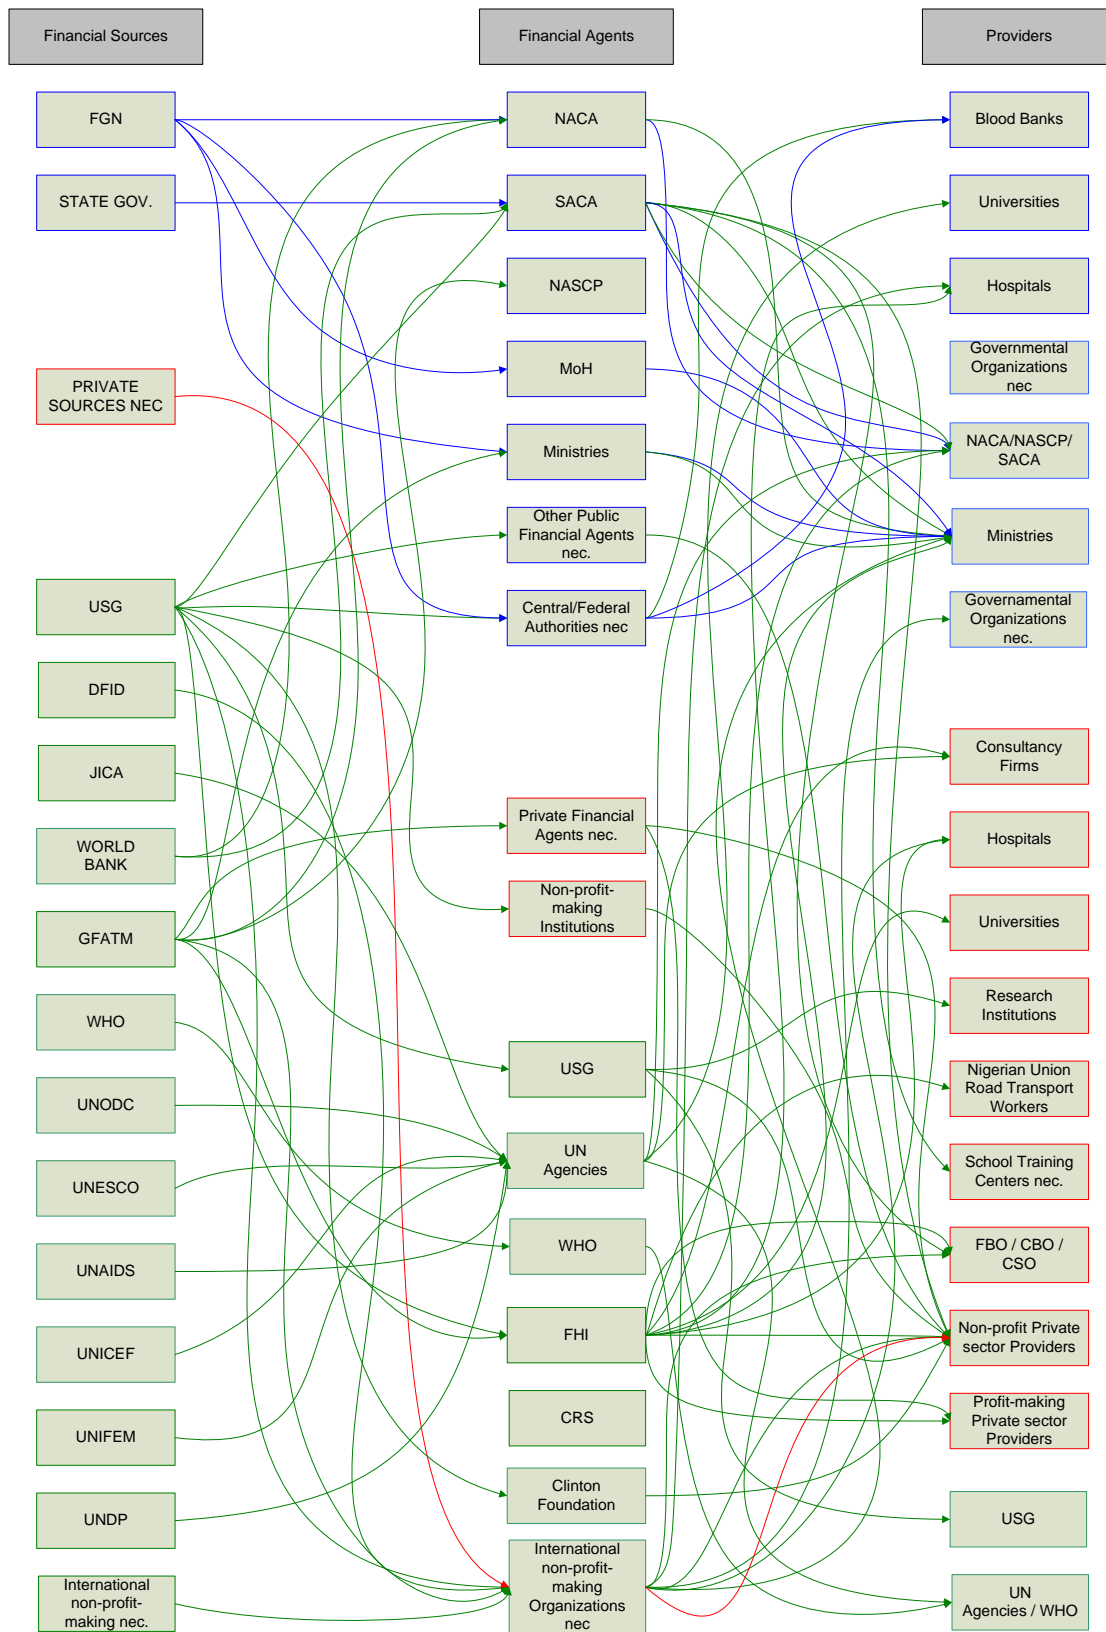 Financial Sources
Financial Agents
Providers
FGN
STATE GOV.
PRIVATE
SOURCES NEC
USG
DFID
JICA
WORLD
BANK
GFATM
WHO
UNODC
UNESCO
UNAIDS
UNICEF
UNIFEM
UNDP
International
non-profit-
making nec.
NACA
SACA
NASCP
MoH
Ministries
Other Public
Financial Agents
nec.
Central/Federal
Authorities nec
Private Financial
Agents nec.
Non-profit-
making
Institutions
USG
UN
Agencies
WHO
FHI
CRS
Clinton
Foundation
International
non-profit-
making
Organizations
nec
Blood Banks
Universities
Hospitals
Governmental
Organizations
nec
NACA/NASCP/
SACA
Ministries
Governamental
Organizations
nec.
Consultancy
Firms
Hospitals
Universities
Research
Institutions
Nigerian Union
Road Transport
Workers
School Training
Centers nec.
FBO / CBO /
CSO
Non-profit Private
sector Providers
Profit-making
Private sector
Providers
USG
UN
Agencies / WHO